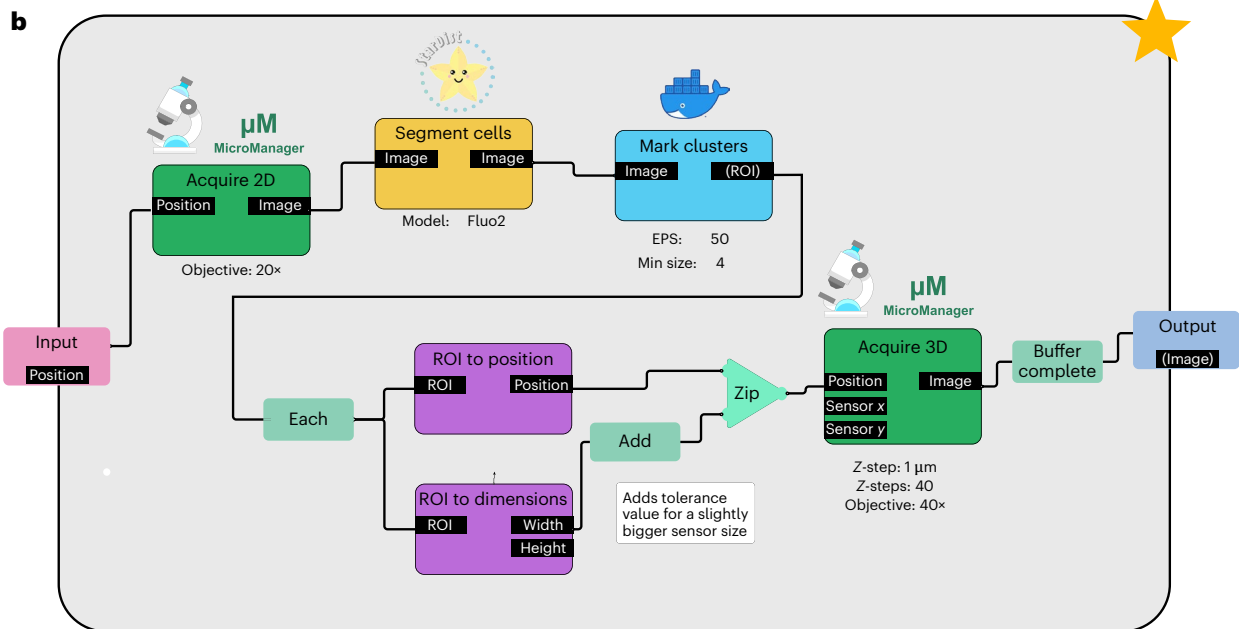 b
StarDist
µM
MicroManager
Acquire 2D
Position Image
Objective: 20×
Segment cells
Image Image
Model: Fluo2
Mark clusters
Image (ROI)
EPS: 50
Min size: 4
Input
Position
Each
ROI to position
ROI Position
ROI to dimensions
ROI Width
Height
Add
Adds tolerance
value for a slightly
bigger sensor size
Zip
µM
MicroManager
Acquire 3D
Position Image
Sensor x
Sensor y
Z-step: 1 µm
Z-steps: 40
Objective: 40×
Buffer
complete
Output
(Image)